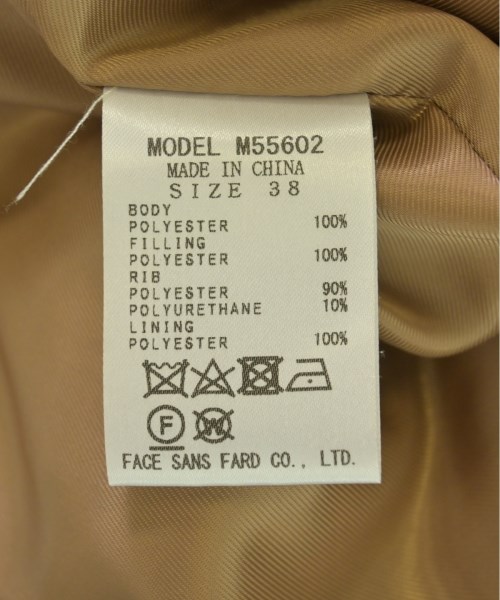 MODEL M55602
MADE IN CHINA
SIZE 38
BODY
POLYESTER 100%
FILLING
POLYESTER 100%
RIB
POLYESTER 90%
POLYURETHANE 10%
LINING
POLYESTER 100%
F W
FACE SANS FARD CO., LTD.